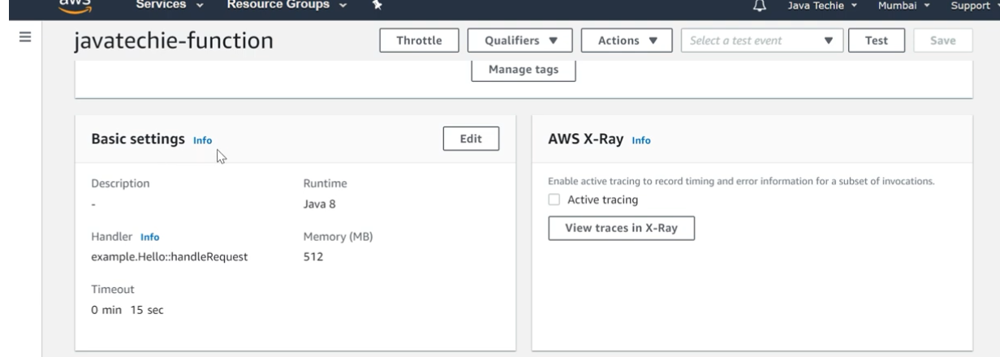 aws Services Resource Groups Java Techie Mumbai Support
javatechie-function Throttle Qualifiers Actions Select a test event Test Save
Manage tags
Basic settings Info Edit
AWS X-Ray Info
Description Runtime
- Java 8
Handler Info Memory (MB)
example.Hello::handleRequest 512
Timeout
0 min 15 sec
Enable active tracing to record timing and error information for a subset of invocations.
Active tracing
View traces in X-Ray